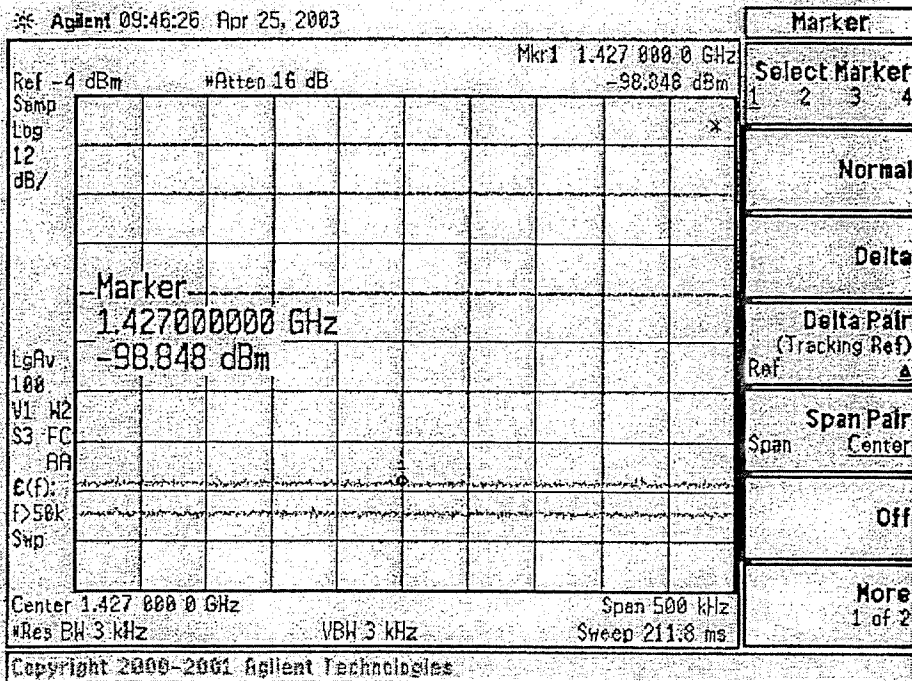 Agilent 09:46:26 Apr 25, 2003
Mkr1 1.427 000 0 GHz
Ref -4 dBm *Atten 16 dB -98.848 dBm
Samp
Log
12
dB/
Marker
1.427000000 GHz
-98.848 dBm
LgAv
100
V1 W2
S3 FC
AA
£(f):
f>50k
Swp
Center 1.427 000 0 GHz Span 500 kHz
*Res BW 3 kHz VBW 3 kHz Sweep 211.8 ms
Copyright 2000-2001 Agilent Technologies
Marker
Select Marker
1 2 3 4
Normal
Delta
Delta Pair
(Tracking Ref)
Ref Δ
Span Pair
Span Center
Off
More
1 of 2